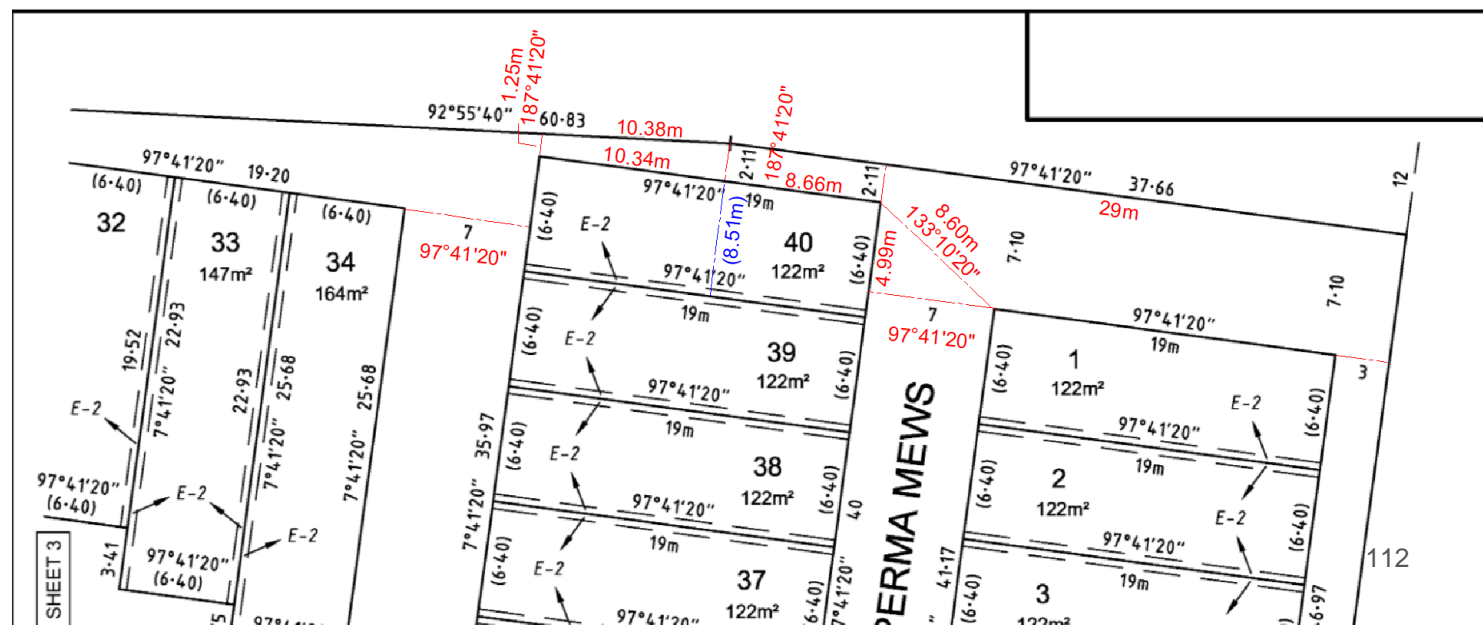 1.25m
187°41'20"
92°55'40" 60·83
10.38m
10.34m
187°41'20"
2·11
8.66m
2·11
97°41'20" 37·66
29m
12
97°41'20" 19·20
(6·40)
(6·40)
(6·40)
32
33
147m²
34
164m²
7
97°41'20"
97°41'20"
19m
(6·40)
E-2
(8.51m)
40
122m²
(6·40)
4.99m
8.60m
133°10'20"
7·10
7·10
97°41'20"
19m
7
97°41'20"
97°41'20"
19m
3
19·52
22·93
7°41'20"
22·93
25·68
7°41'20"
25·68
7°41'20"
E-2
(6·40)
E-2
39
122m²
(6·40)
97°41'20"
19m
(6·40)
1
122m²
E-2
(6·40)
97°41'20"
19m
35·97
7°41'20"
(6·40)
E-2
38
122m²
(6·40)
97°41'20"
19m
40
7°41'20"
PERMA MEWS
41·17
(6·40)
2
122m²
E-2
(6·40)
97°41'20"
19m
97°41'20"
(6·40)
E-2
E-2
3·41
97°41'20"
(6·40)
SHEET 3
(6·40)
E-2
37
122m²
97°41'20"
(6·40)
3
122m²
112
6·97
97°41'20"